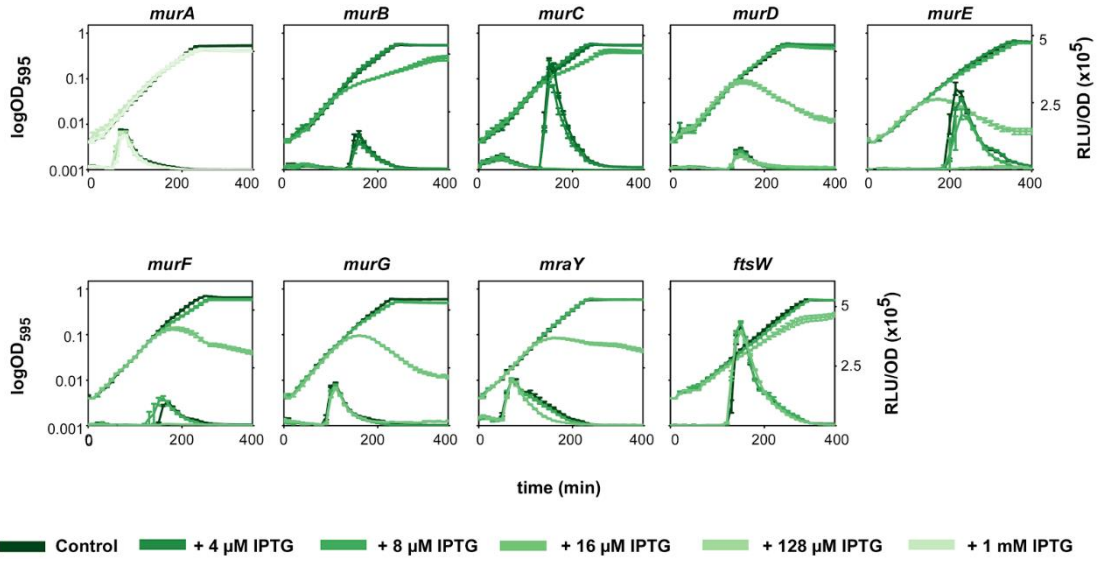 murA murB murC murD murE
logOD595
1
0.1
0.01
0.001
5
2.5
RLU/OD (x10^5)
0 200 400 0 200 400 0 200 400 0 200 400 0 200 400
murF murG mraY ftsW
logOD595
1
0.1
0.01
0.001
5
2.5
RLU/OD (x10^5)
0 200 400 0 200 400 0 200 400 0 200 400
time (min)
Control + 4 µM IPTG + 8 µM IPTG + 16 µM IPTG + 128 µM IPTG + 1 mM IPTG